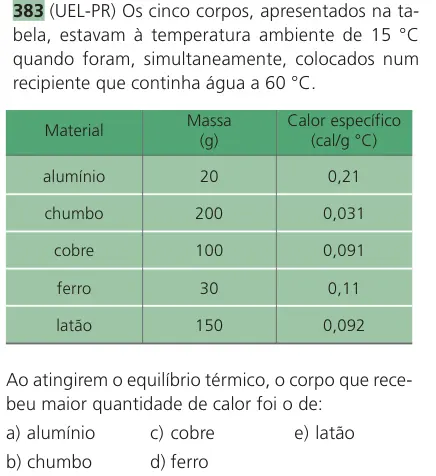 383 (UEL-PR) Os cinco corpos, apresentados na ta-
bela, estavam à temperatura ambiente de 15 °C
quando foram, simultaneamente, colocados num
recipiente que continha água a 60 °C.
Material Massa (g) Calor específico (cal/g °C)
alumínio 20 0,21
chumbo 200 0,031
cobre 100 0,091
ferro 30 0,11
latão 150 0,092
Ao atingirem o equilíbrio térmico, o corpo que rece-
beu maior quantidade de calor foi o de:
a) alumínio c) cobre e) latão
b) chumbo d) ferro